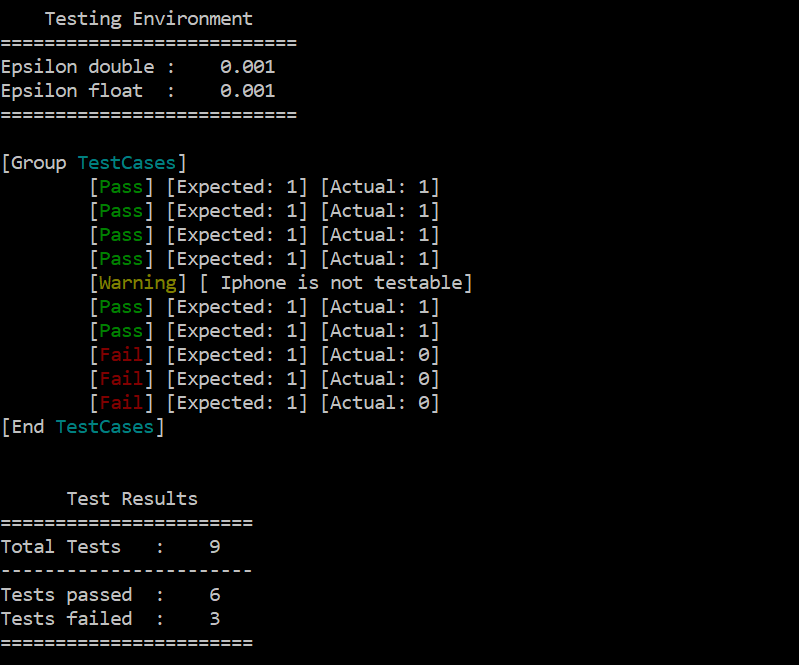 Testing Environment
===========================
Epsilon double :    0.001
Epsilon float  :    0.001
===========================
[Group TestCases]
[Pass] [Expected: 1] [Actual: 1]
[Pass] [Expected: 1] [Actual: 1]
[Pass] [Expected: 1] [Actual: 1]
[Pass] [Expected: 1] [Actual: 1]
[Warning] [ Iphone is not testable]
[Pass] [Expected: 1] [Actual: 1]
[Pass] [Expected: 1] [Actual: 1]
[Fail] [Expected: 1] [Actual: 0]
[Fail] [Expected: 1] [Actual: 0]
[Fail] [Expected: 1] [Actual: 0]
[End TestCases]
Test Results
=======================
Total Tests   :    9
-----------------------
Tests passed  :    6
Tests failed  :    3
=======================